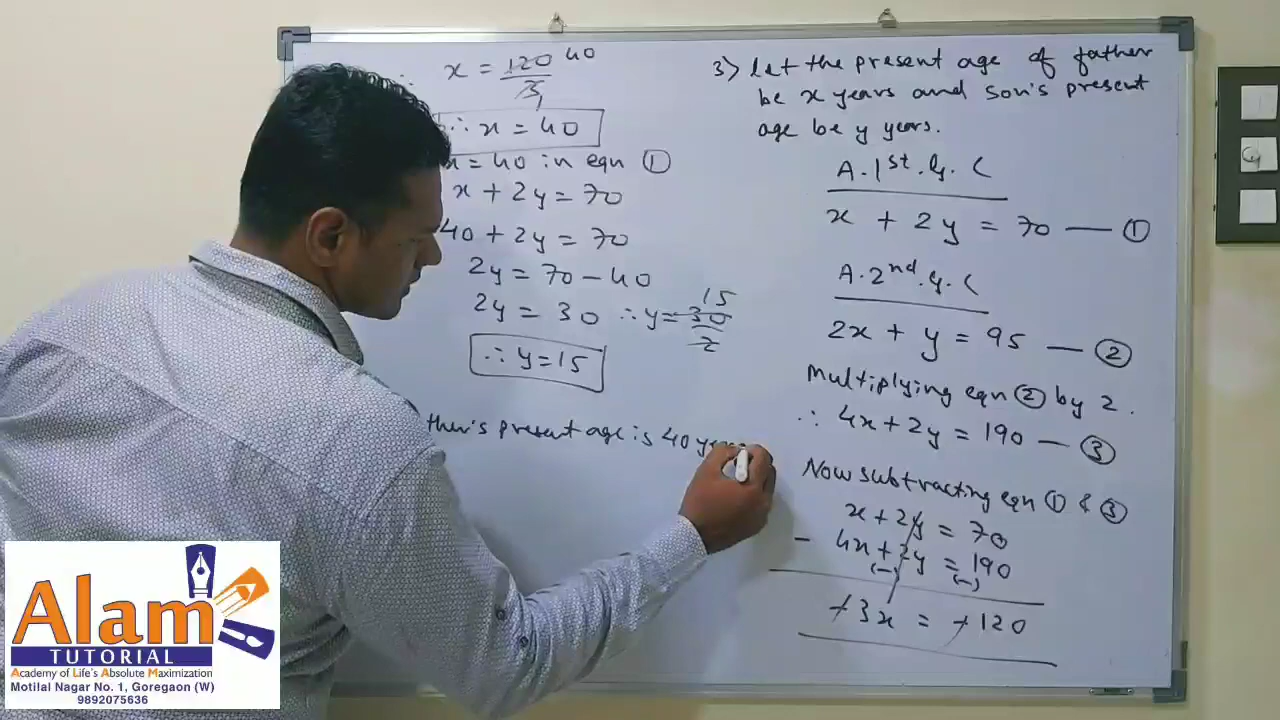 x = 120/3 40
1
∴ x = 40
x = 40 in eqn ①
x + 2y = 70
40 + 2y = 70
2y = 70 - 40
2y = 30 ∴ y = 30/2 15
∴ y = 15
ther's present age is 40 years
3) Let the present age of father
be x years and son's present
age be y years.
A. 1st. G. C
x + 2y = 70 — ①
A. 2nd. G. C
2x + y = 95 — ②
Multiplying eqn ② by 2.
∴ 4x + 2y = 190 — ③
Now subtracting eqn ① & ③
x + 2y = 70
- 4x + 2y = 190
(-) (-)
-3x = -120
Alam
TUTORIAL
Academy of Life's Absolute Maximization
Motilal Nagar No. 1, Goregaon (W)
9892075636